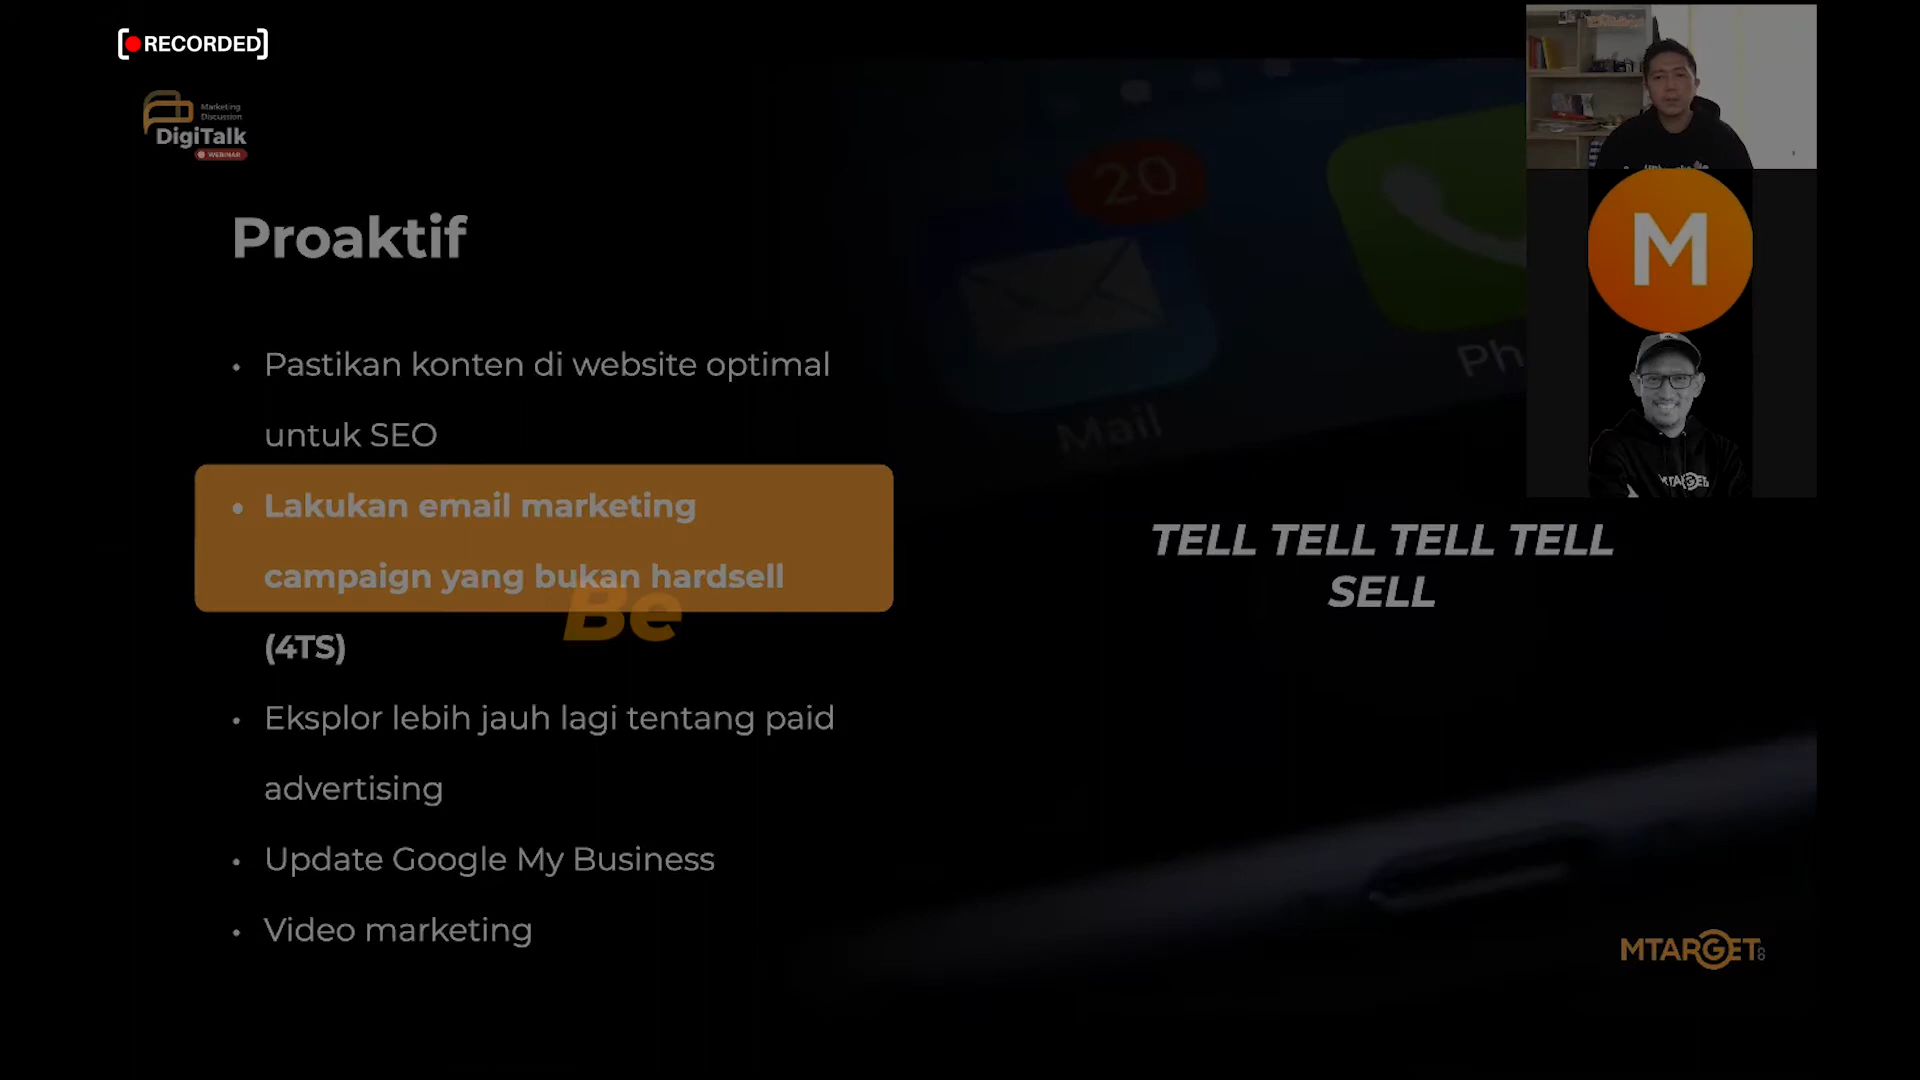 [RECORDED]
Marketing
Discussion
DigiTalk
WEBINAR
Proaktif
20
Ph
Mail
M
MTARGET
• Pastikan konten di website optimal
untuk SEO
• Lakukan email marketing
campaign yang bukan hardsell
Be
(4TS)
• Eksplor lebih jauh lagi tentang paid
advertising
• Update Google My Business
• Video marketing
TELL TELL TELL TELL
SELL
MTARGET